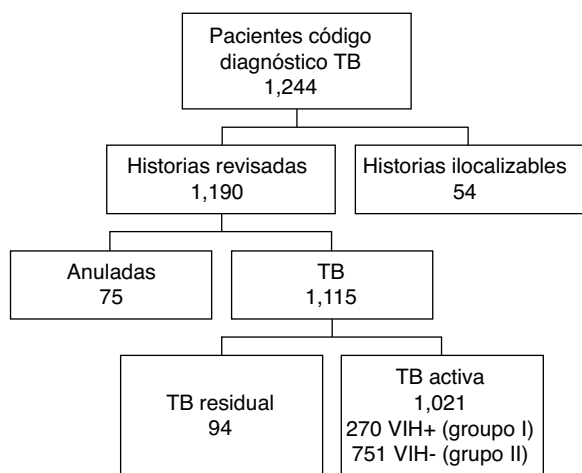 Pacientes código
diagnóstico TB
1,244
Historias revisadas
1,190
Historias ilocalizables
54
Anuladas
75
TB
1,115
TB residual
94
TB activa
1,021
270 VIH+ (groupo I)
751 VIH- (grupo II)